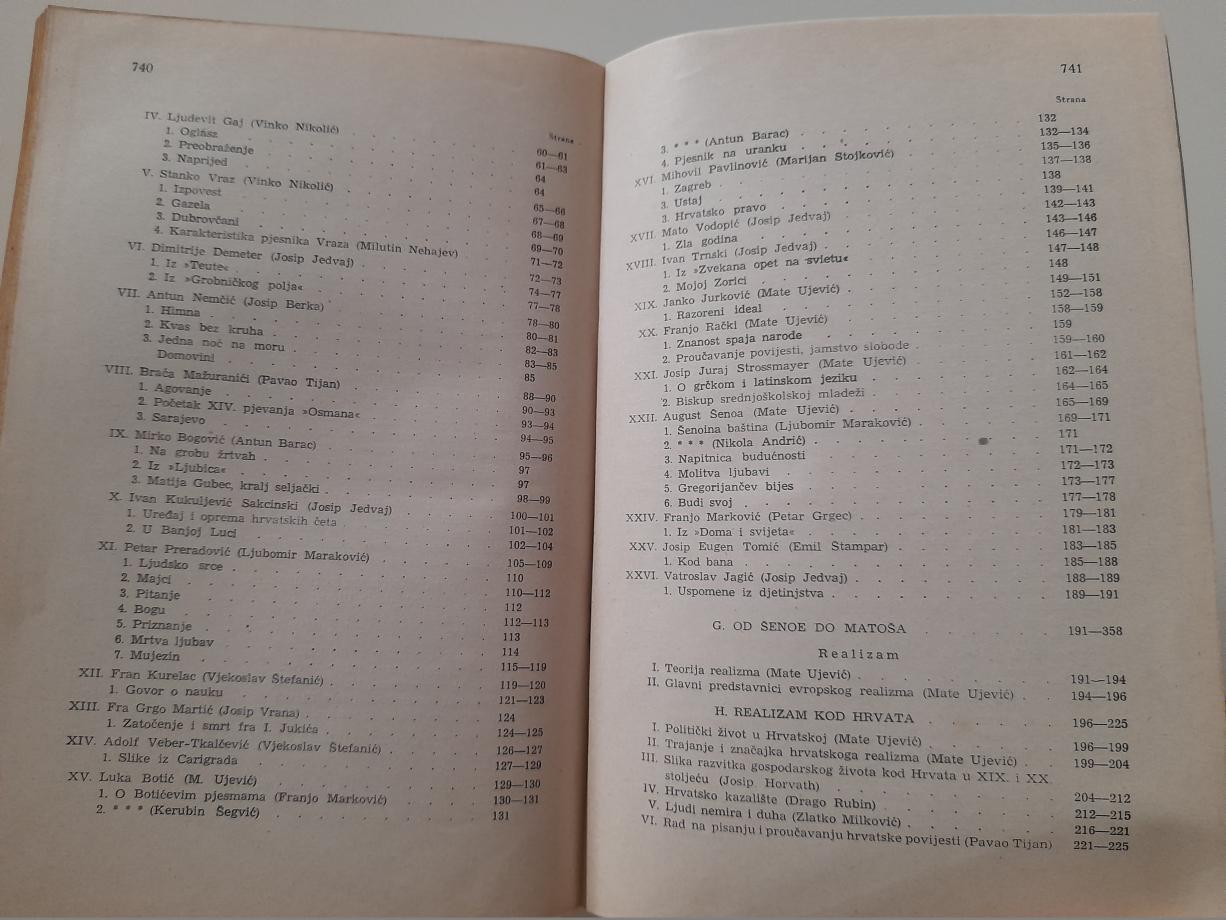 740
Strana
IV. Ljudevit Gaj (Vinko Nikolić) 60—61
1. Oglasz 61—63
2. Preobraženje 64
3. Naprijed 64
V. Stanko Vraz (Vinko Nikolić) 65—66
1. Izpovest 67—68
2. Gazela 68—69
3. Dubrovčani 69—70
4. Karakteristika pjesnika Vraza (Milutin Nehajev) 71—72
VI. Dimitrije Demeter (Josip Jedvaj) 72—73
1. Iz »Teute« 74—77
2. Iz »Grobničkog polja« 77—78
VII. Antun Nemčić (Josip Berka) 78—80
1. Himna 80—81
2. Kvas bez kruha 82—83
3. Jedna noć na moru 83—85
Domovini 85
VIII. Braća Mažuranići (Pavao Tijan) 88—90
1. Agovanje 90—93
2. Početak XIV. pjevanja »Osmana« 93—94
3. Sarajevo 94—95
IX. Mirko Bogović (Antun Barac) 95—96
1. Na grobu žrtvah 97
2. Iz »Ljubica« 97
3. Matija Gubec, kralj seljački 98—99
X. Ivan Kukuljević Sakcinski (Josip Jedvaj) 100—101
1. Uređaj i oprema hrvatskih četa 101—102
2. U Banjoj Luci 102—104
XI. Petar Preradović (Ljubomir Maraković) 105—109
1. Ljudsko srce 110
2. Majci 110—112
3. Pitanje 112
4. Bogu 112—113
5. Priznanje 113
6. Mrtva ljubav 114
7. Mujezin 115—119
XII. Fran Kurelac (Vjekoslav Štefanić) 119—120
1. Govor o nauku 121—123
XIII. Fra Grgo Martić (Josip Vrana) 124
1. Zatočenje i smrt fra I. Jukića 124—125
XIV. Adolf Veber-Tkalčević (Vjekoslav Štefanić) 126—127
1. Slike iz Carigrada 127—129
XV. Luka Botić (M. Ujević) 129—130
1. O Botićevim pjesmama (Franjo Marković) 130—131
2. * * * (Kerubin Šegvić) 131
741
Strana
3. * * * (Antun Barac) 132
4. Pjesnik na uranku 132—134
XVI. Mihovil Pavlinović (Marijan Stojković) 135—136
1. Zagreb 137—138
3. Ustaj 138
3. Hrvatsko pravo 139—141
XVII. Mato Vodopić (Josip Jedvaj) 142—143
1. Zla godina 143—146
XVIII. Ivan Trnski (Josip Jedvaj) 146—147
1. Iz »Zvekana opet na svietu« 147—148
2. Mojoj Zorici 148
XIX. Janko Jurković (Mate Ujević) 149—151
1. Razoreni ideal 152—158
XX. Franjo Rački (Mate Ujević) 158—159
1. Znanost spaja narode 159
2. Proučavanje povijesti, jamstvo slobode 159—160
XXI. Josip Juraj Strossmayer (Mate Ujević) 161—162
1. O grčkom i latinskom jeziku 162—164
2. Biskup srednjoškolskoj mladeži 164—165
XXII. August Šenoa (Mate Ujević) 165—169
1. Šenoina baština (Ljubomir Maraković) 169—171
2. * * * (Nikola Andrić) 171
3. Napitnica budućnosti 171—172
4. Molitva ljubavi 172—173
5. Gregorijančev bijes 173—177
6. Budi svoj 177—178
XXIV. Franjo Marković (Petar Grgec) 179—181
1. Iz »Doma i svijeta« 181—183
XXV. Josip Eugen Tomić (Emil Štampar) 183—185
1. Kod bana 185—188
XXVI. Vatroslav Jagić (Josip Jedvaj) 188—189
1. Uspomene iz djetinjstva 189—191
G. OD ŠENOE DO MATOŠA 191—358
Realizam
I. Teorija realizma (Mate Ujević) 191—194
II. Glavni predstavnici evropskog realizma (Mate Ujević) 194—196
H. REALIZAM KOD HRVATA 196—225
I. Politički život u Hrvatskoj (Mate Ujević) 196—199
II. Trajanje i značajka hrvatskoga realizma (Mate Ujević) 199—204
III. Slika razvitka gospodarskog života kod Hrvata u XIX. i XX.
stoljeću (Josip Horvath) 204—212
IV. Hrvatsko kazalište (Drago Rubin) 212—215
V. Ljudi nemira i duha (Zlatko Milković) 216—221
VI. Rad na pisanju i proučavanju hrvatske povijesti (Pavao Tijan) 221—225